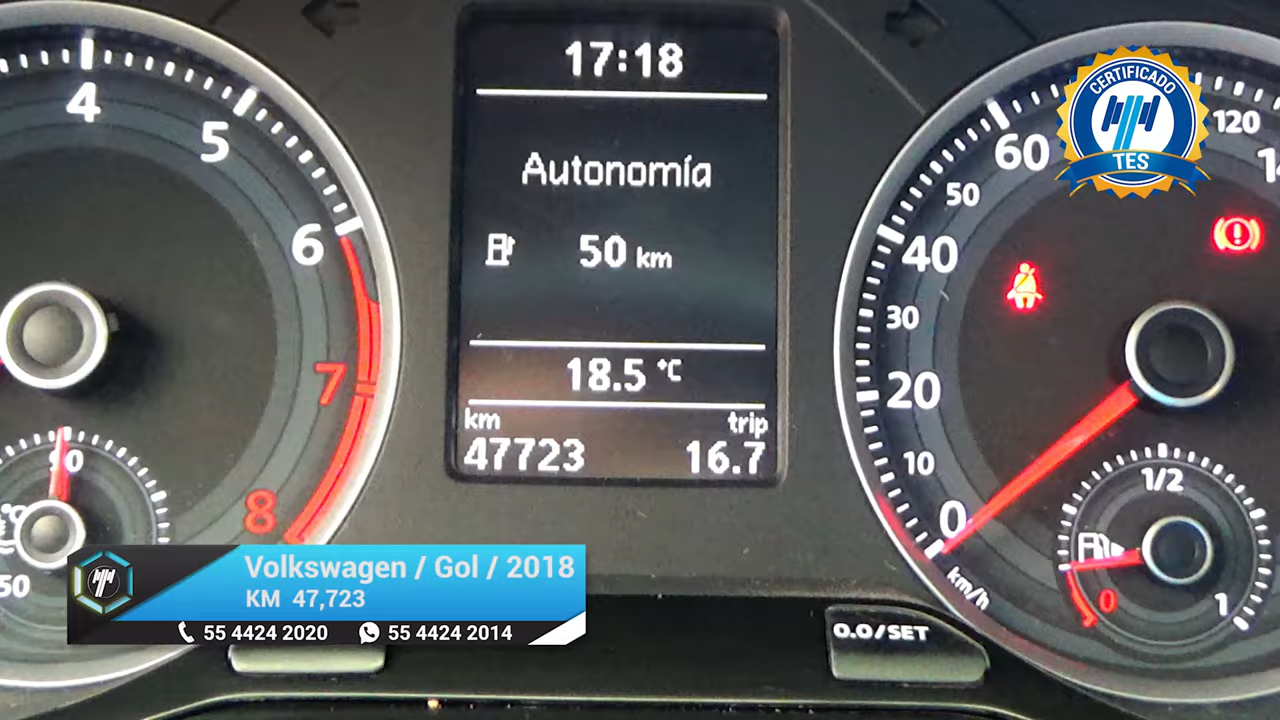 17:18
Autonomía
50 km
18.5 °C
km trip
47723 16.7
4
5
6
7
8
90
50
°C
0
10
20
30
40
50
60
120
km/h
1/2
0
1
0.0/SET
CERTIFICADO
TES
Volkswagen / Gol / 2018
KM 47,723
55 4424 2020 55 4424 2014